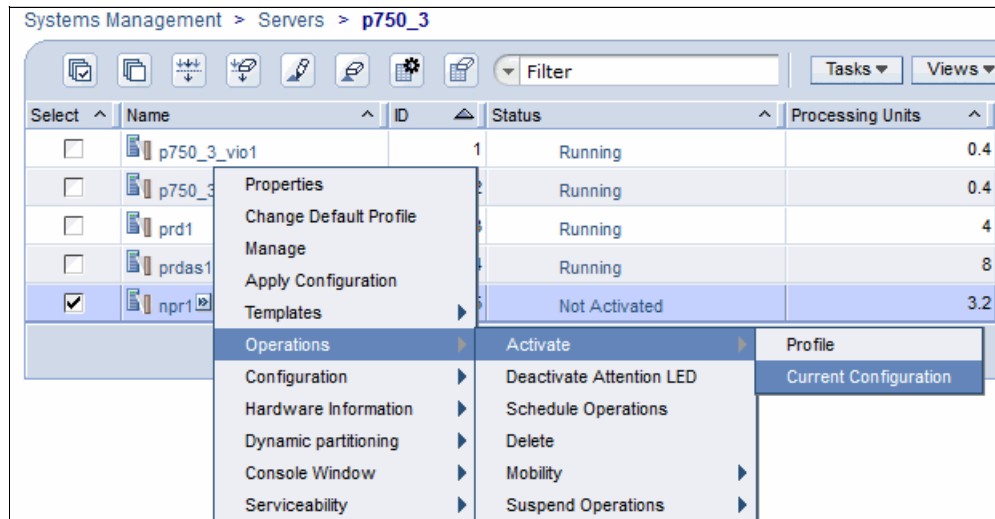 Systems Management > Servers > p750_3
Filter Tasks Views
Select Name ID Status Processing Units
p750_3_vio1 1 Running 0.4
p750_3 Running 0.4
prd1 Running 4
prdas1 Running 8
npr1 Not Activated 3.2
Properties
Change Default Profile
Manage
Apply Configuration
Templates
Operations
Configuration
Hardware Information
Dynamic partitioning
Console Window
Serviceability
Activate
Deactivate Attention LED
Schedule Operations
Delete
Mobility
Suspend Operations
Profile
Current Configuration